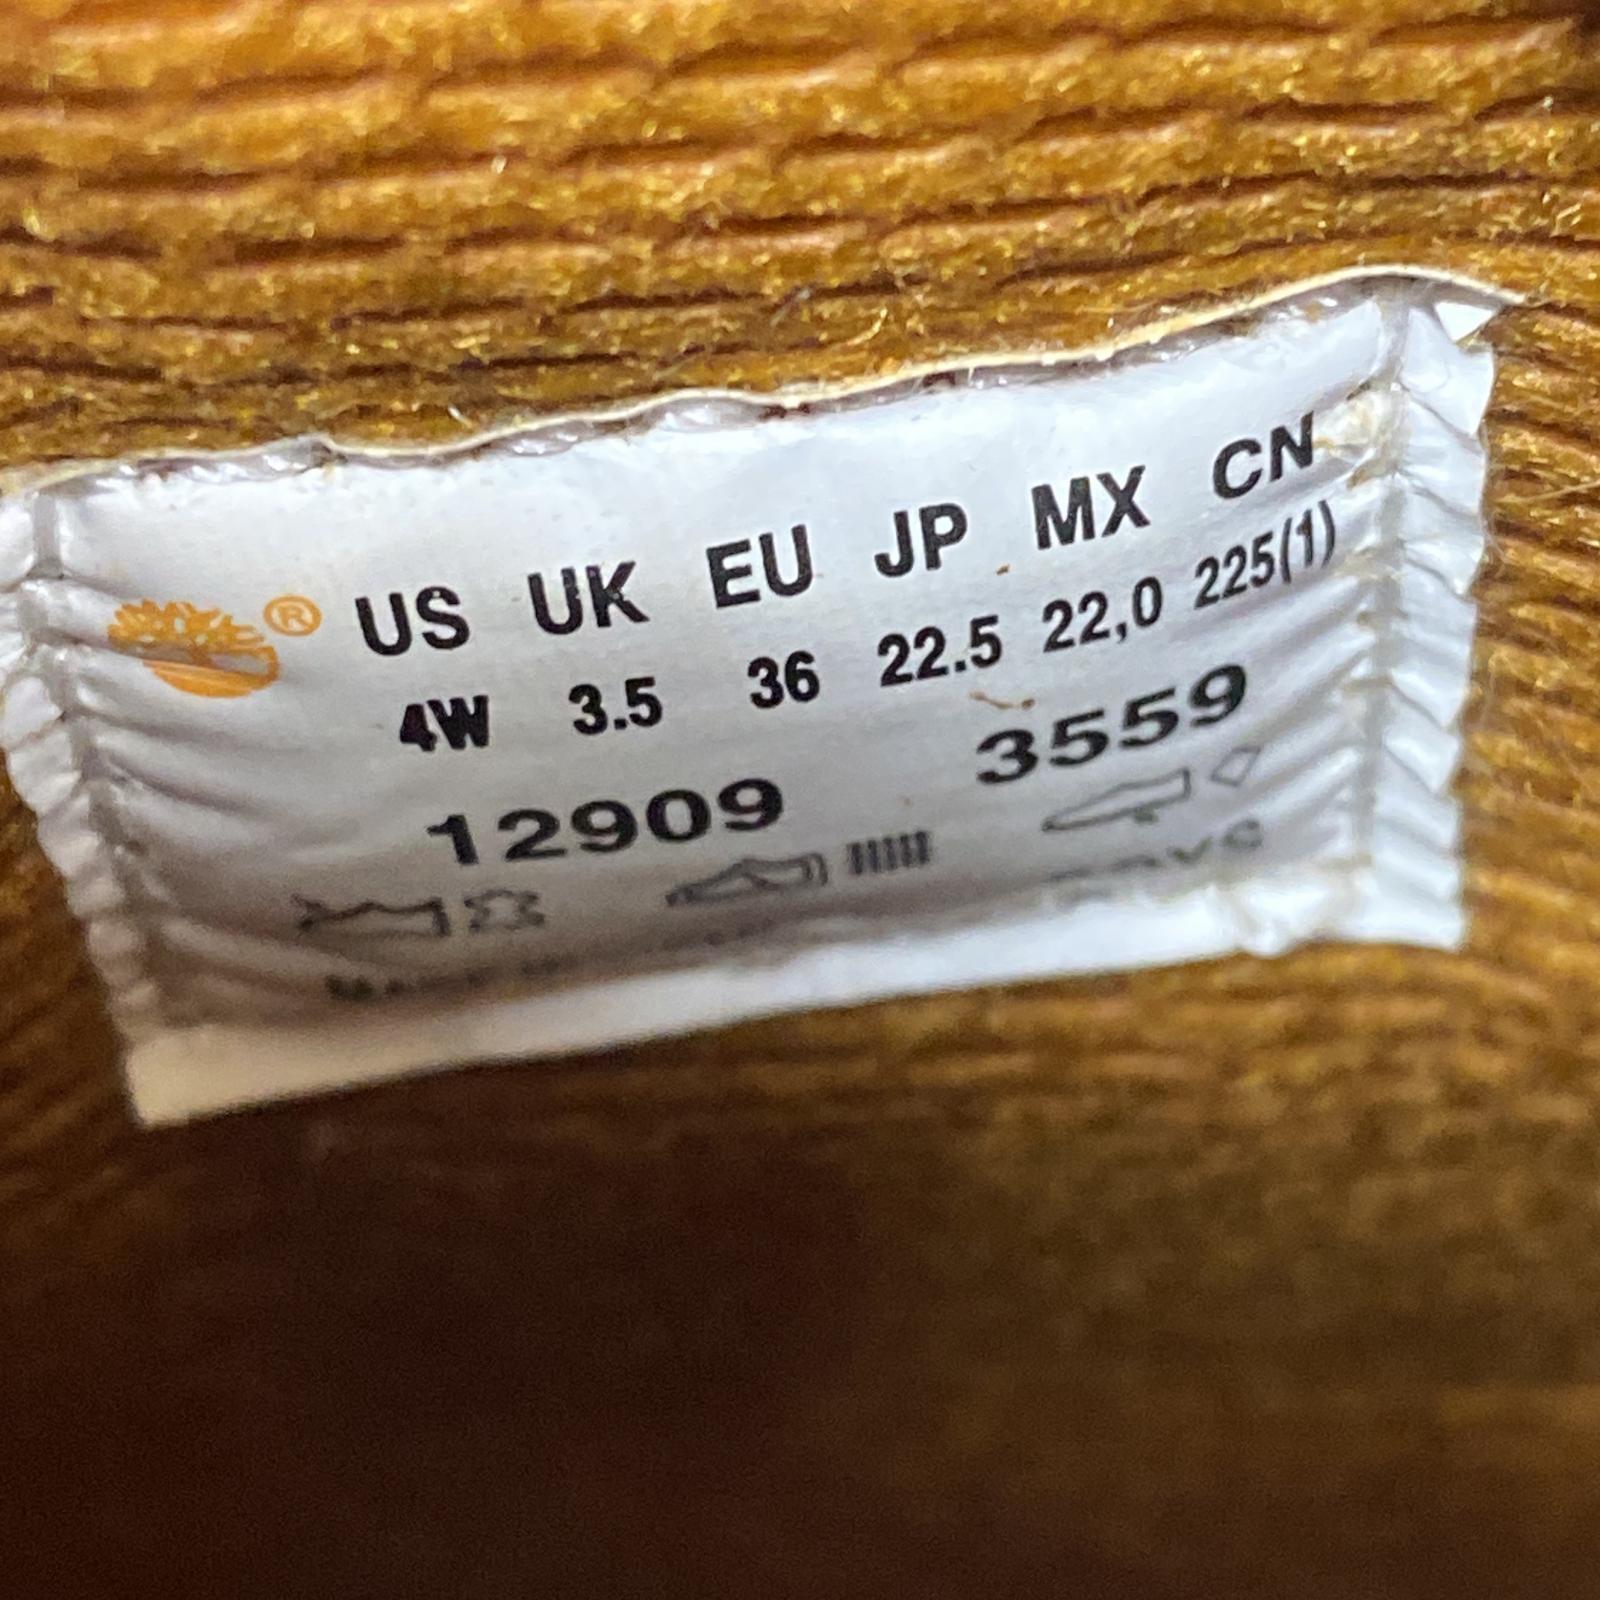 ® US UK EU JP MX CN
4W 3.5 36 22.5 22,0 225(1)
12909 3559